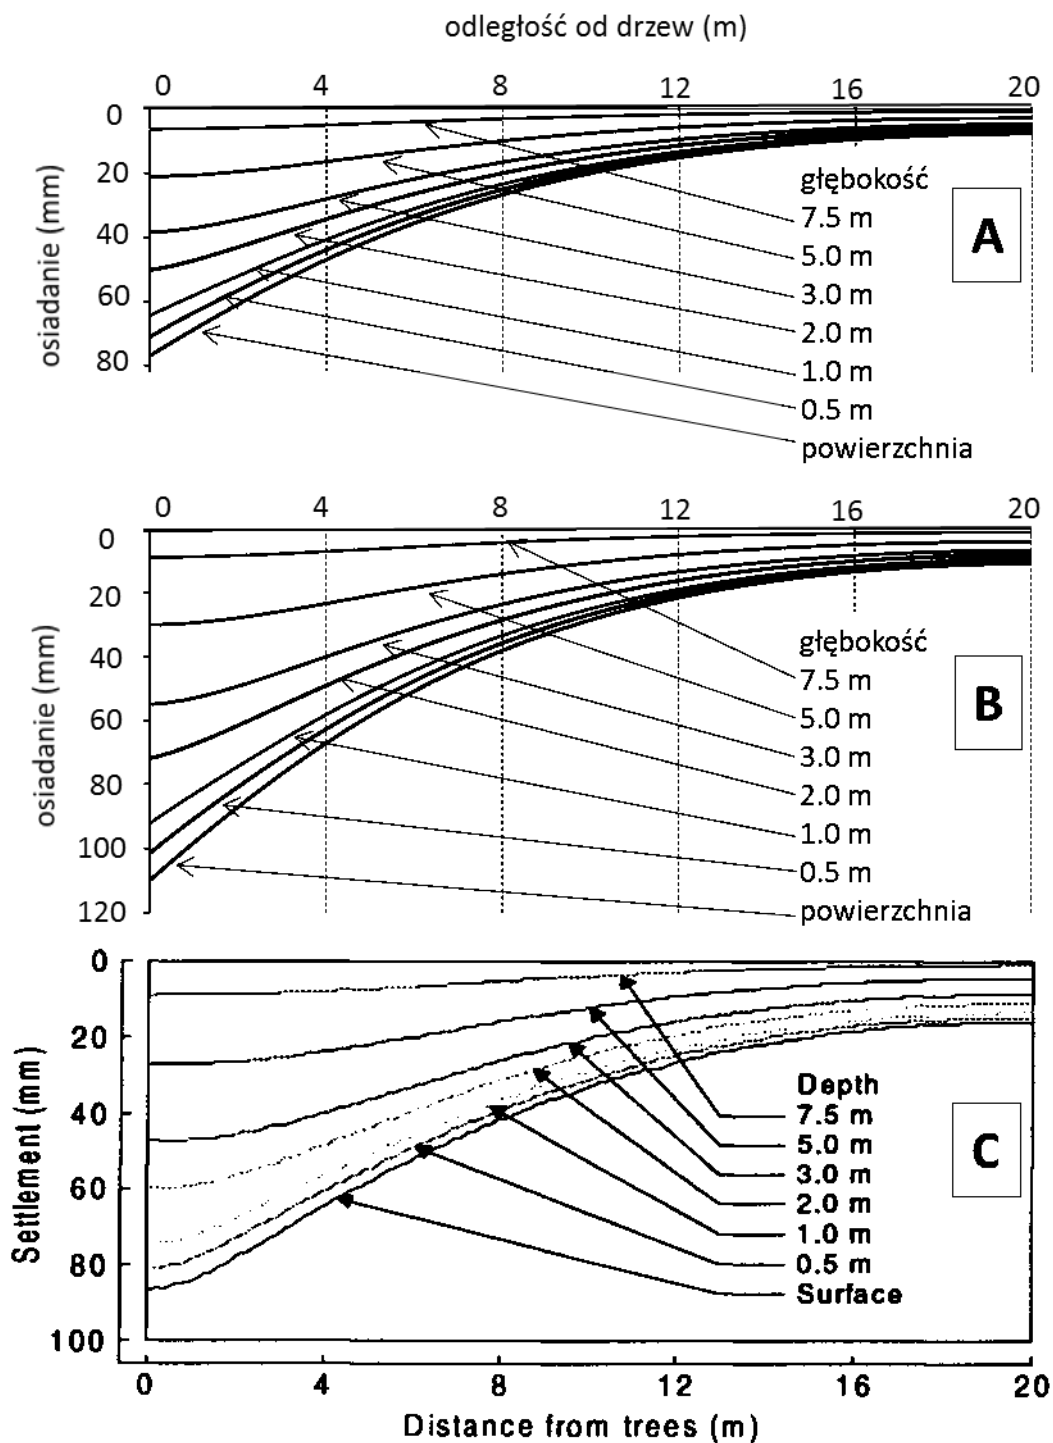 odległość od drzew (m)
0 4 8 12 16 20
0
20
40
60
80
osiadanie (mm)
głębokość
7.5 m
5.0 m
3.0 m
2.0 m
1.0 m
0.5 m
powierzchnia
A
0 4 8 12 16 20
0
20
40
60
80
100
120
osiadanie (mm)
głębokość
7.5 m
5.0 m
3.0 m
2.0 m
1.0 m
0.5 m
powierzchnia
B
0
20
40
60
80
100
Settlement (mm)
Depth
7.5 m
5.0 m
3.0 m
2.0 m
1.0 m
0.5 m
Surface
C
0 4 8 12 16 20
Distance from trees (m)